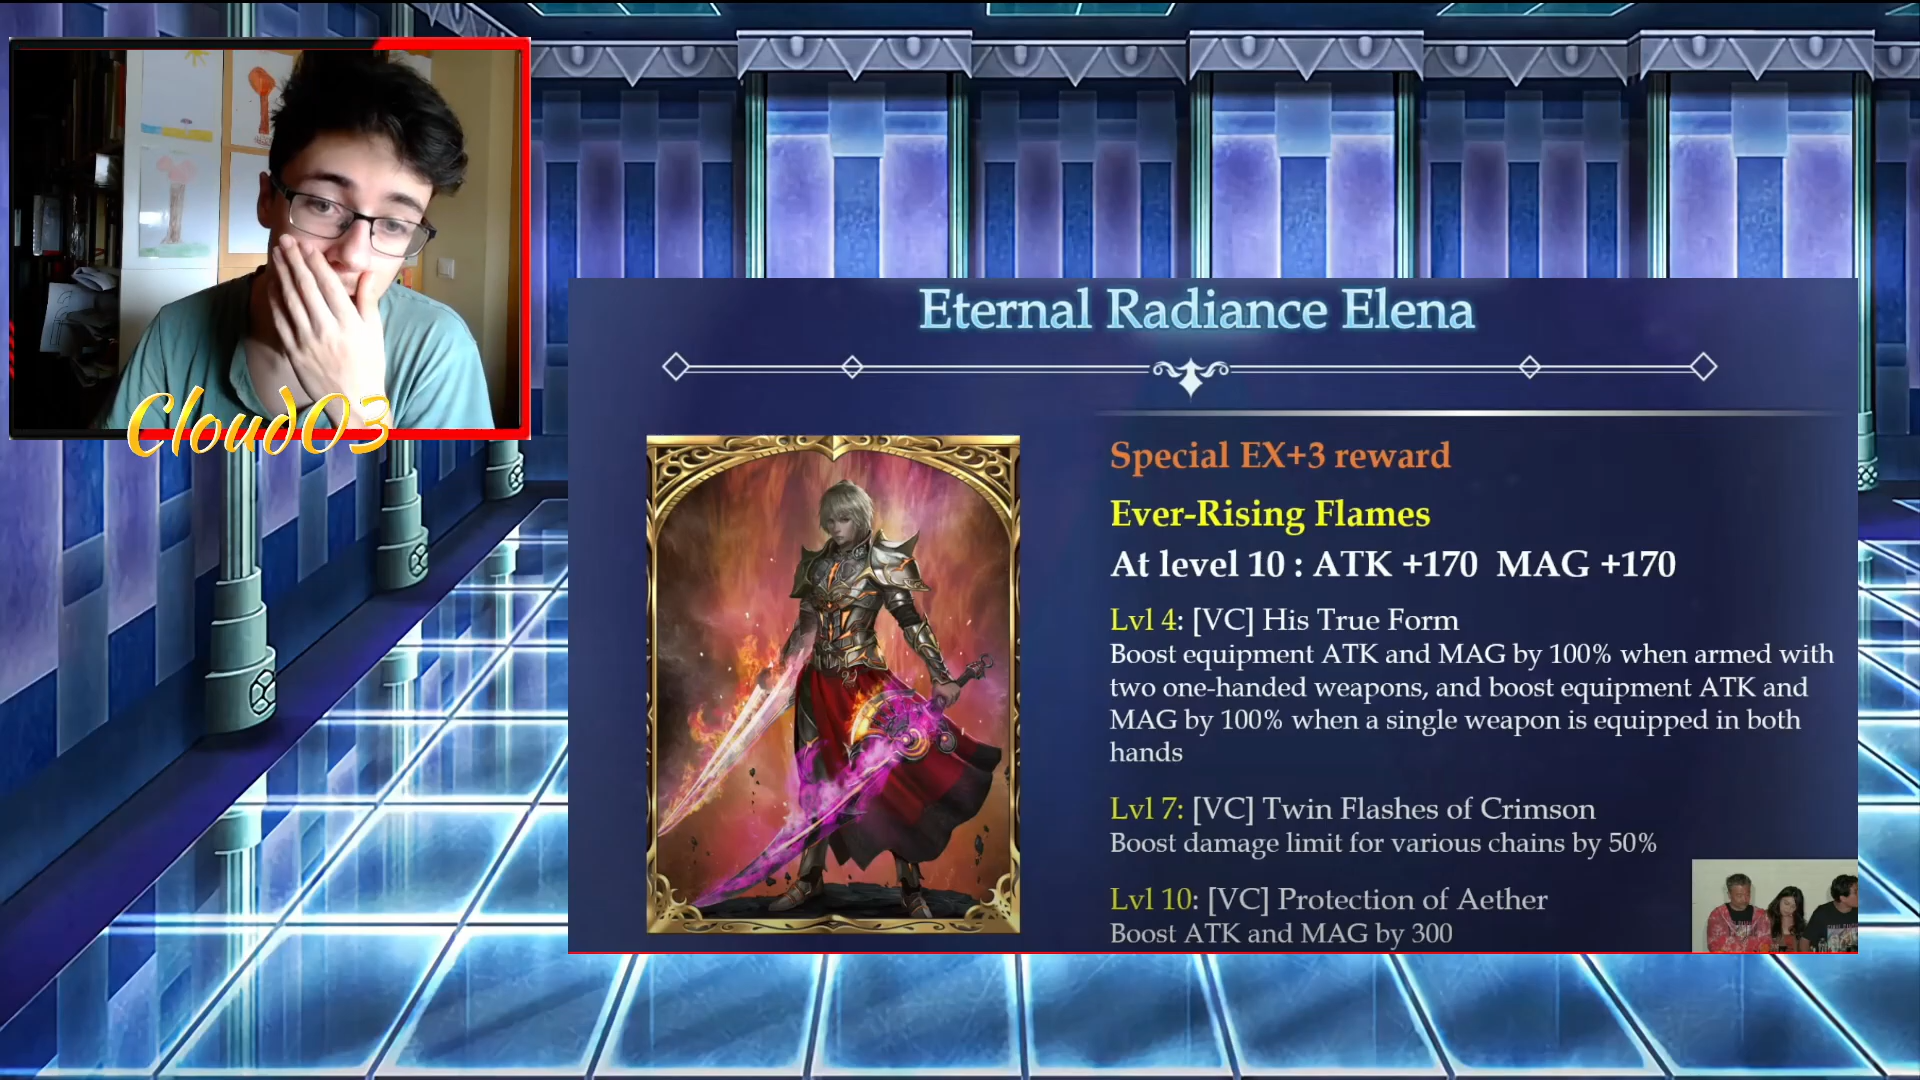 Cloud03
Eternal Radiance Elena
Special EX+3 reward
Ever-Rising Flames
At level 10 : ATK +170 MAG +170
Lvl 4: [VC] His True Form
Boost equipment ATK and MAG by 100% when armed with
two one-handed weapons, and boost equipment ATK and
MAG by 100% when a single weapon is equipped in both
hands
Lvl 7: [VC] Twin Flashes of Crimson
Boost damage limit for various chains by 50%
Lvl 10: [VC] Protection of Aether
Boost ATK and MAG by 300